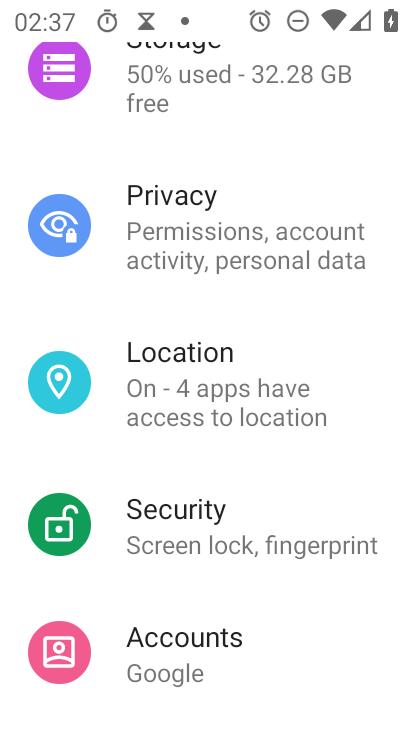 02:37
Storage
50% used - 32.28 GB
free
Privacy
Permissions, account
activity, personal data
Location
On - 4 apps have
access to location
Security
Screen lock, fingerprint
Accounts
Google